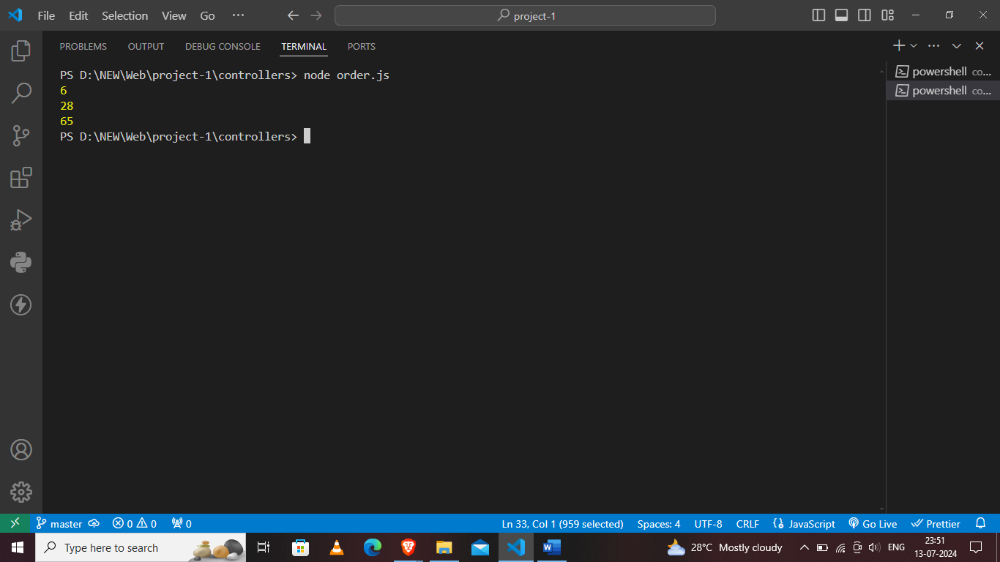 File Edit Selection View Go ···
project-1
PROBLEMS OUTPUT DEBUG CONSOLE TERMINAL PORTS
PS D:\NEW\Web\project-1\controllers> node order.js
6
28
65
PS D:\NEW\Web\project-1\controllers>
powershell co...
powershell co...
master 0 0 0 Ln 33, Col 1 (959 selected) Spaces: 4 UTF-8 CRLF JavaScript Go Live Prettier
Type here to search 28°C Mostly cloudy ENG 23:51
13-07-2024